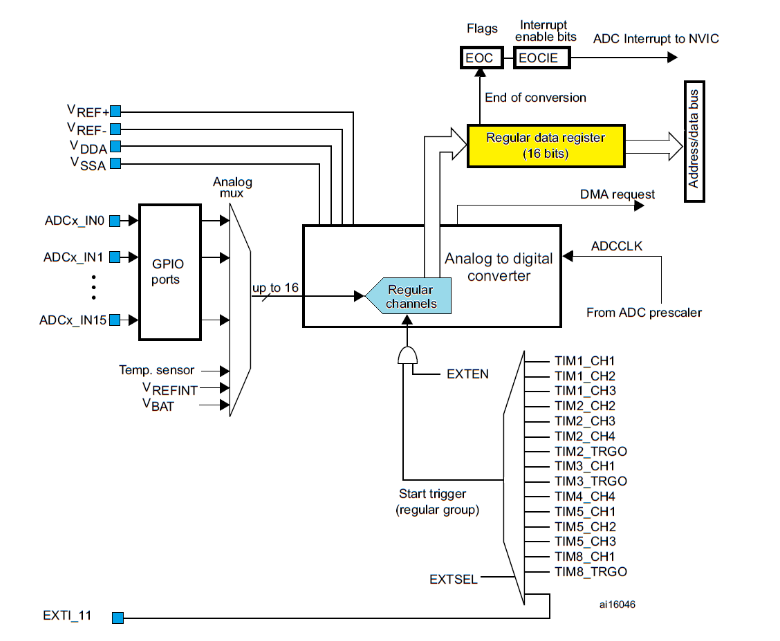 Flags
Interrupt
enable bits
EOC
EOCIE
ADC Interrupt to NVIC
End of conversion
VREF+
VREF-
VDDA
VSSA
Regular data register
(16 bits)
Address/data bus
Analog
mux
DMA request
ADCx_IN0
ADCx_IN1
ADCx_IN15
GPIO
ports
up to 16
Analog to digital
converter
Regular
channels
ADCCLK
From ADC prescaler
Temp. sensor
VREFINT
VBAT
EXTEN
TIM1_CH1
TIM1_CH2
TIM1_CH3
TIM2_CH2
TIM2_CH3
TIM2_CH4
TIM2_TRGO
TIM3_CH1
TIM3_TRGO
TIM4_CH4
TIM5_CH1
TIM5_CH2
TIM5_CH3
TIM8_CH1
TIM8_TRGO
Start trigger
(regular group)
EXTSEL
EXTI_11
ai16046